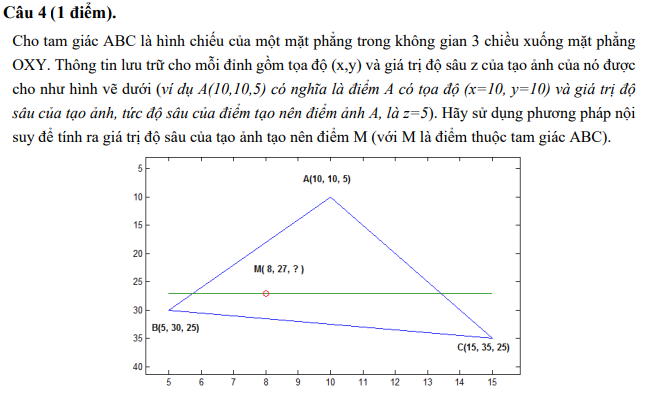 Câu 4 (1 điểm).
Cho tam giác ABC là hình chiếu của một mặt phẳng trong không gian 3 chiều xuống mặt phẳng
OXY. Thông tin lưu trữ cho mỗi đỉnh gồm tọa độ (x,y) và giá trị độ sâu z của tạo ảnh của nó được
cho như hình vẽ dưới (ví dụ A(10,10,5) có nghĩa là điểm A có tọa độ (x=10, y=10) và giá trị độ
sâu của tạo ảnh, tức độ sâu của điểm tạo nên điểm ảnh A, là z=5). Hãy sử dụng phương pháp nội
suy để tính ra giá trị độ sâu của tạo ảnh tạo nên điểm M (với M là điểm thuộc tam giác ABC).
5
A(10, 10, 5)
10
15
20
M( 8, 27, ? )
25
30
B(5, 30, 25)
35
C(15, 35, 25)
40
5 6 7 8 9 10 11 12 13 14 15